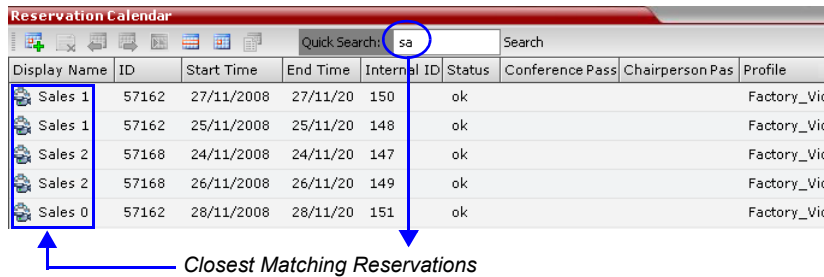 Reservation Calendar
Quick Search: sa Search
Display Name ID Start Time End Time Internal ID Status Conference Pass Chairperson Pas Profile
Sales 1 57162 27/11/2008 27/11/20 150 ok Factory_Vic
Sales 1 57162 25/11/2008 25/11/20 148 ok Factory_Vic
Sales 2 57168 24/11/2008 24/11/20 147 ok Factory_Vic
Sales 2 57168 26/11/2008 26/11/20 149 ok Factory_Vic
Sales 0 57162 28/11/2008 28/11/20 151 ok Factory_Vic
Closest Matching Reservations